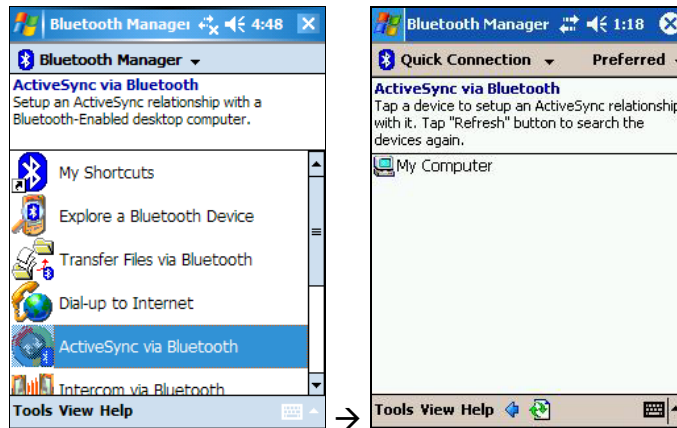 Bluetooth Manager 4:48
Bluetooth Manager
ActiveSync via Bluetooth
Setup an ActiveSync relationship with a
Bluetooth-Enabled desktop computer.
My Shortcuts
Explore a Bluetooth Device
Transfer Files via Bluetooth
Dial-up to Internet
ActiveSync via Bluetooth
Intercom via Bluetooth
Tools View Help
→
Bluetooth Manager 1:18
Quick Connection Preferred
ActiveSync via Bluetooth
Tap a device to setup an ActiveSync relationship
with it. Tap "Refresh" button to search the
devices again.
My Computer
Tools View Help